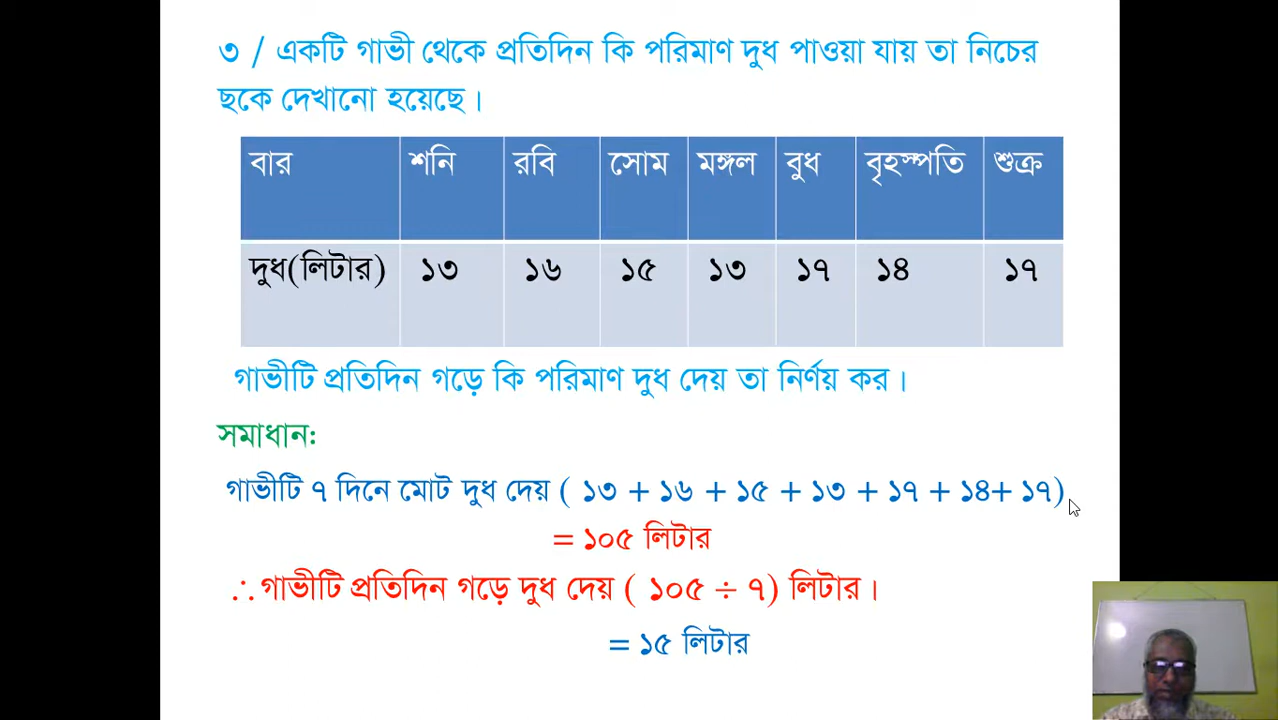 ৩ / একটি গাভী থেকে প্রতিদিন কি পরিমাণ দুধ পাওয়া যায় তা নিচের
ছকে দেখানো হয়েছে।
বার শনি রবি সোম মঙ্গল বুধ বৃহস্পতি শুক্র
দুধ(লিটার) ১৩ ১৬ ১৫ ১৩ ১৭ ১৪ ১৭
গাভীটি প্রতিদিন গড়ে কি পরিমাণ দুধ দেয় তা নির্ণয় কর।
সমাধান:
গাভীটি ৭ দিনে মোট দুধ দেয় ( ১৩ + ১৬ + ১৫ + ১৩ + ১৭ + ১৪+ ১৭)
= ১০৫ লিটার
∴ গাভীটি প্রতিদিন গড়ে দুধ দেয় ( ১০৫ ÷ ৭) লিটার।
= ১৫ লিটার